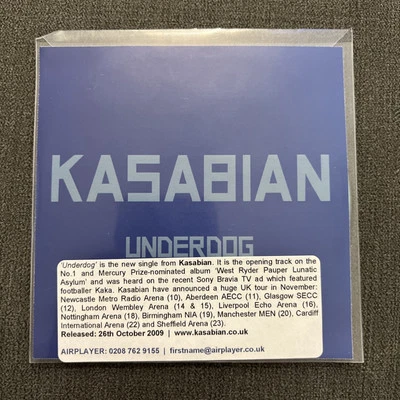 KASABIAN
UNDERDOG
'Underdog' is the new single from Kasabian. It is the opening track on the
No.1 and Mercury Prize-nominated album 'West Ryder Pauper Lunatic
Asylum' and was heard on the recent Sony Bravia TV ad which featured
footballer Kaka. Kasabian have announced a huge UK tour in November:
Newcastle Metro Radio Arena (10), Aberdeen AECC (11), Glasgow SECC
(12), London Wembley Arena (14 & 15), Liverpool Echo Arena (16),
Nottingham Arena (18), Birmingham NIA (19), Manchester MEN (20), Cardiff
International Arena (22) and Sheffield Arena (23).
Released: 26th October 2009 | www.kasabian.co.uk
AIRPLAYER: 0208 762 9155 | firstname@airplayer.co.uk